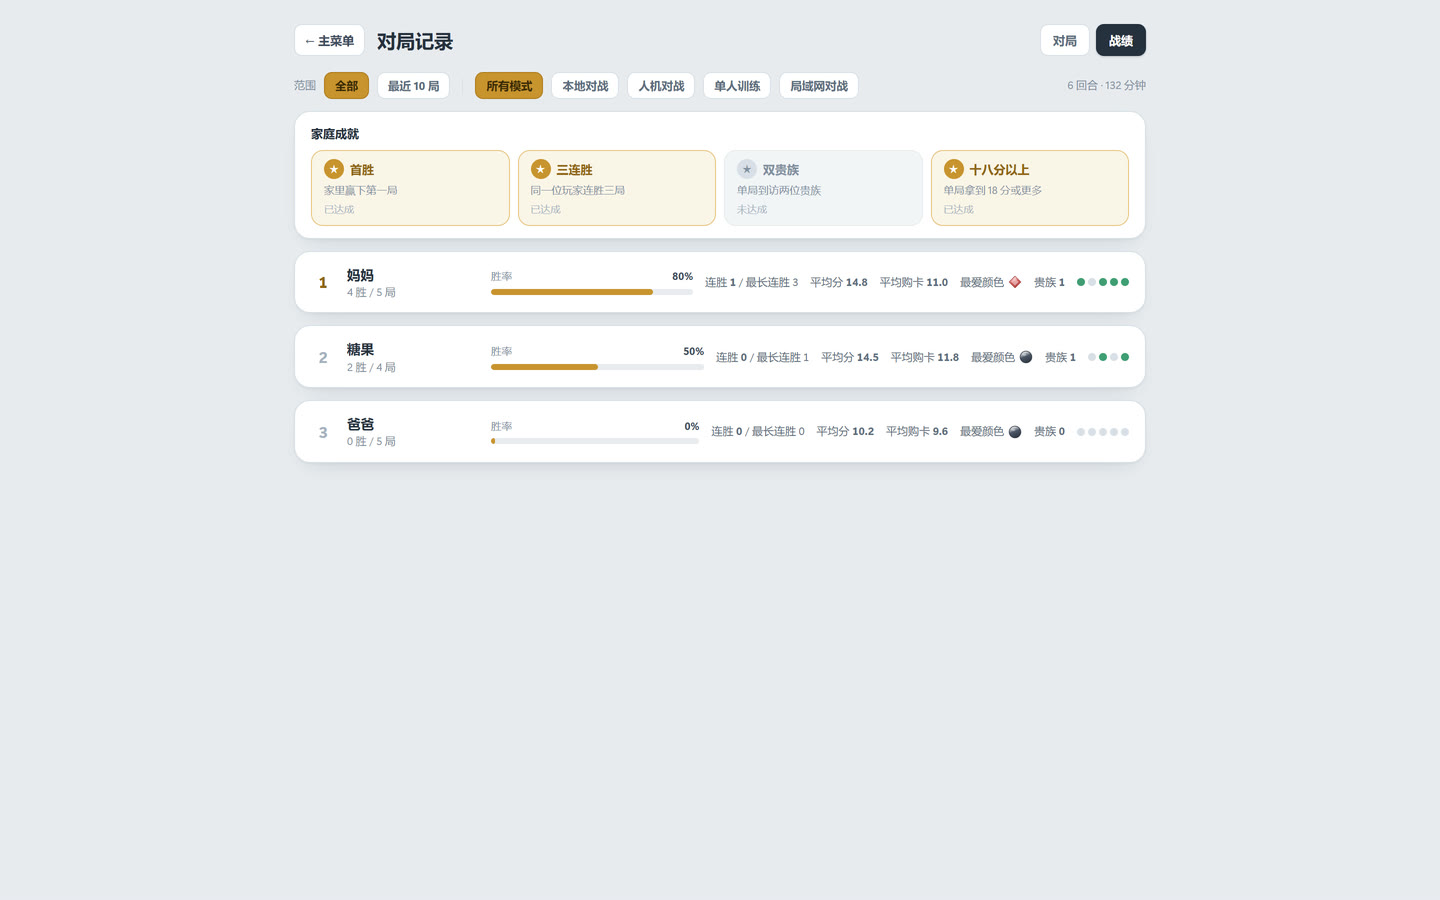 ← 主菜单 对局记录 对局 战绩
范围 全部 最近 10 局 所有模式 本地对战 人机对战 单人训练 局域网对战 6 回合 · 132 分钟
家庭成就
首胜
家里赢下第一局
已达成
三连胜
同一位玩家连胜三局
已达成
双贵族
单局到访两位贵族
未达成
十八分以上
单局拿到 18 分或更多
已达成
1 妈妈
4 胜 / 5 局
胜率 80%
连胜 1 / 最长连胜 3 平均分 14.8 平均购卡 11.0 最爱颜色 贵族 1
2 糖果
2 胜 / 4 局
胜率 50%
连胜 0 / 最长连胜 1 平均分 14.5 平均购卡 11.8 最爱颜色 贵族 1
3 爸爸
0 胜 / 5 局
胜率 0%
连胜 0 / 最长连胜 0 平均分 10.2 平均购卡 9.6 最爱颜色 贵族 0